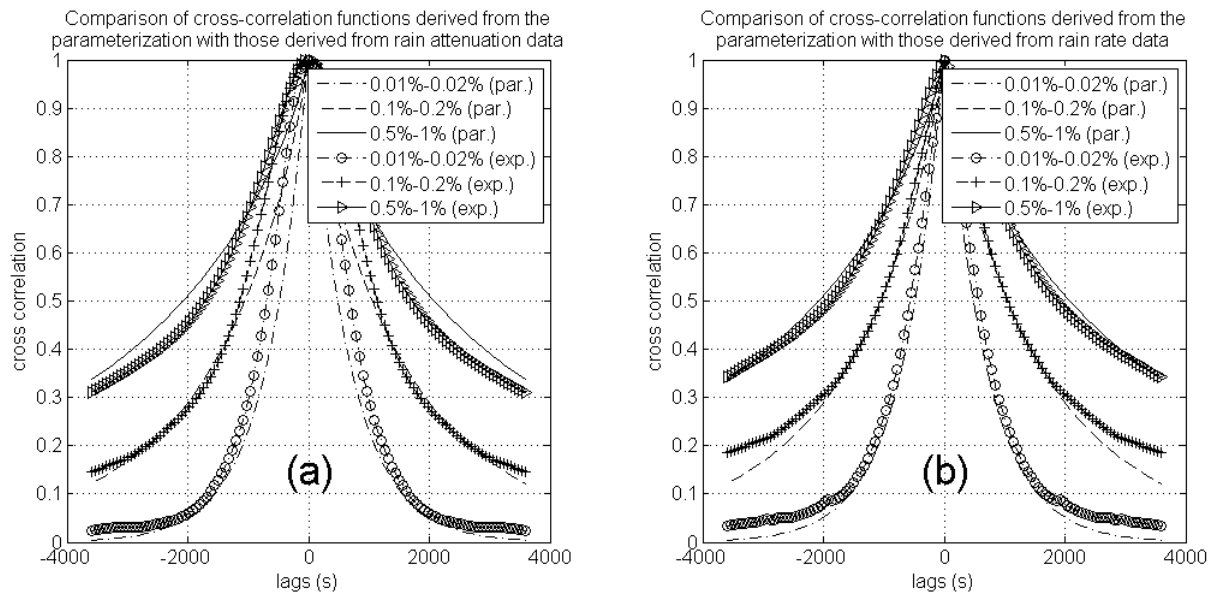 Comparison of cross-correlation functions derived from the
parameterization with those derived from rain attenuation data
1
0.9
0.8
0.7
0.6
0.5
0.4
0.3
0.2
0.1
0
cross correlation
0.01%-0.02% (par.)
0.1%-0.2% (par.)
0.5%-1% (par.)
0.01%-0.02% (exp.)
0.1%-0.2% (exp.)
0.5%-1% (exp.)
(a)
-4000 -2000 0 2000 4000
lags (s)
Comparison of cross-correlation functions derived from the
parameterization with those derived from rain rate data
1
0.9
0.8
0.7
0.6
0.5
0.4
0.3
0.2
0.1
0
cross correlation
0.01%-0.02% (par.)
0.1%-0.2% (par.)
0.5%-1% (par.)
0.01%-0.02% (exp.)
0.1%-0.2% (exp.)
0.5%-1% (exp.)
(b)
-4000 -2000 0 2000 4000
lags (s)